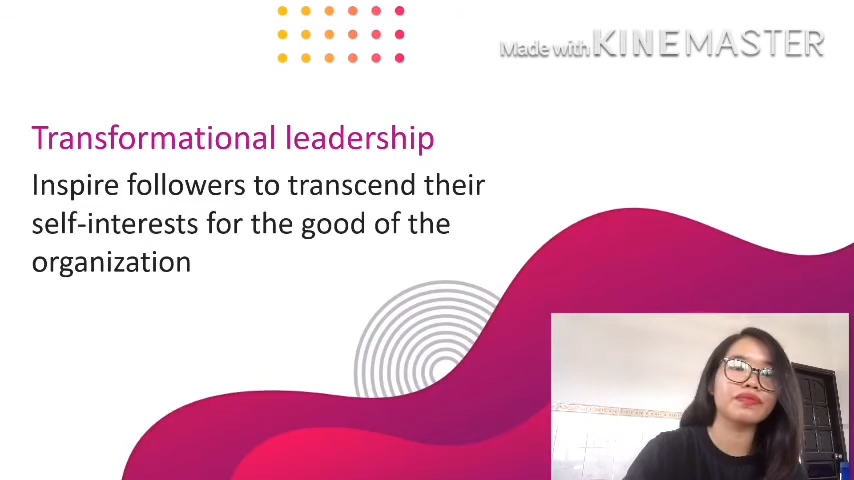 Made with KINEMASTER
Transformational leadership
Inspire followers to transcend their
self-interests for the good of the
organization